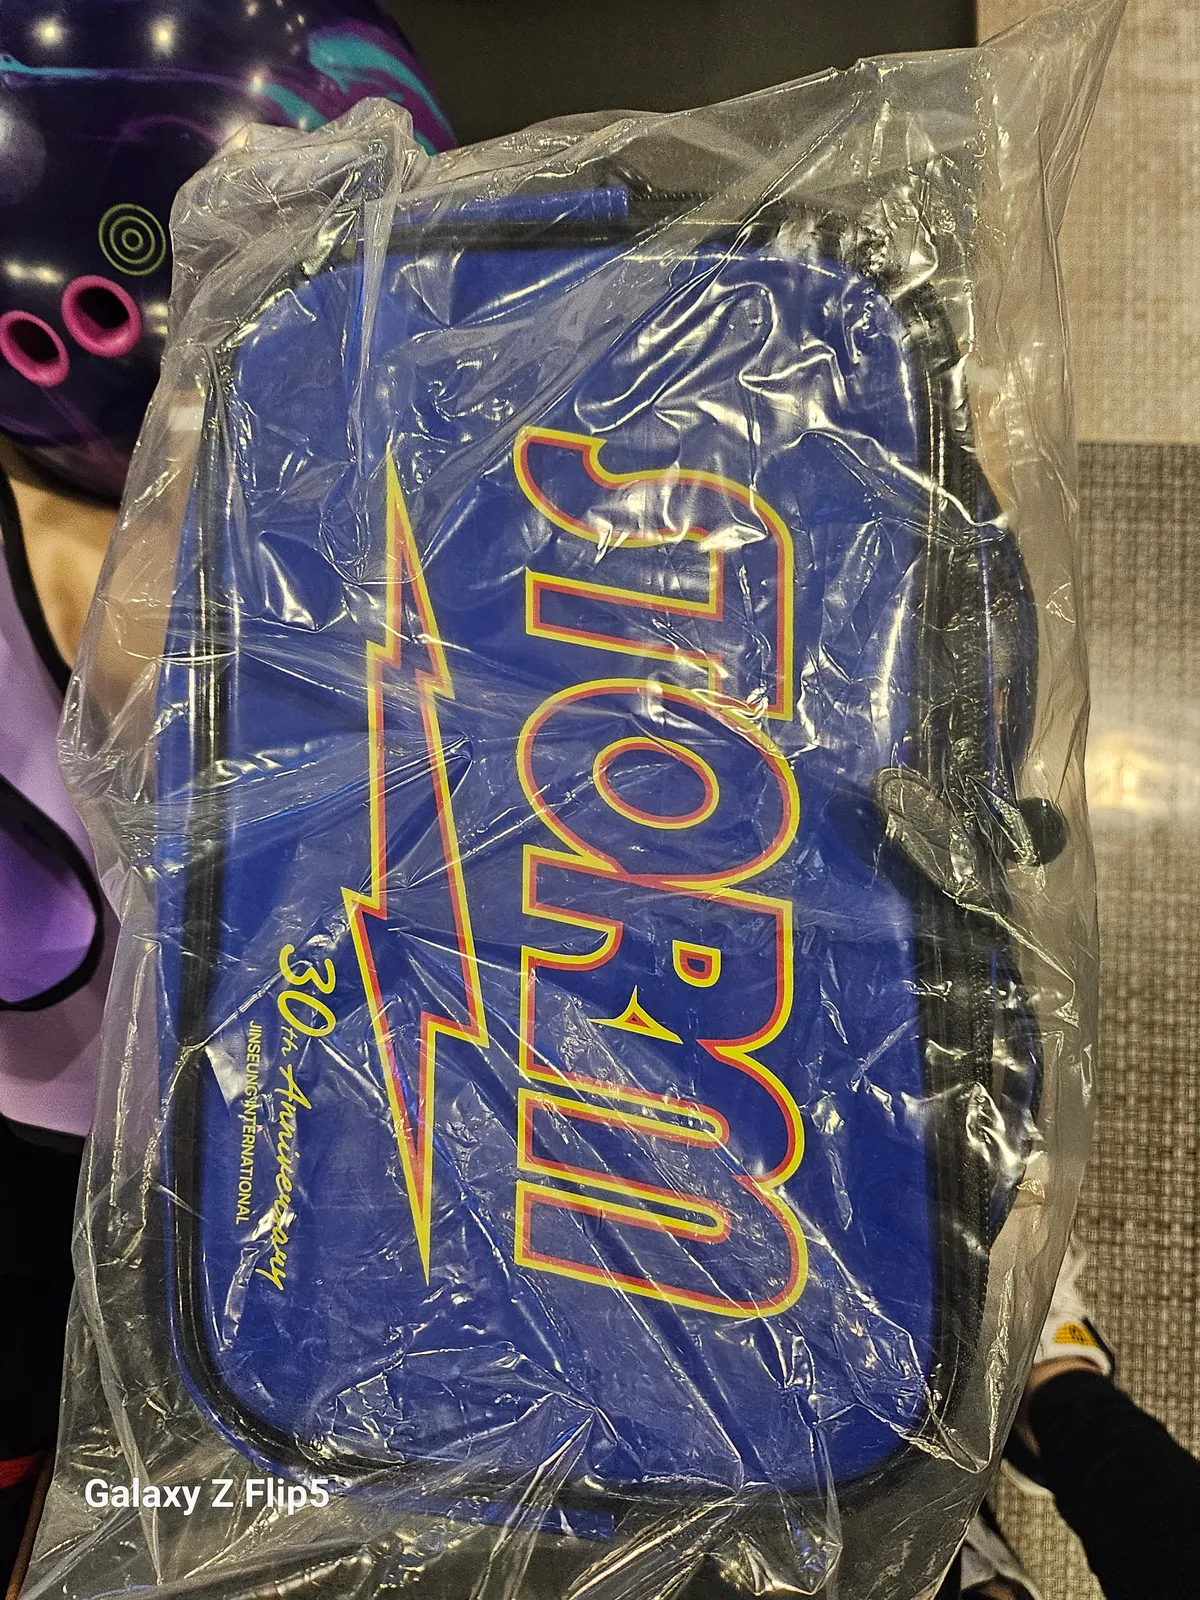 STORM
30th Anniversary
JINSEUNG INTERNATIONAL
Galaxy Z Flip5